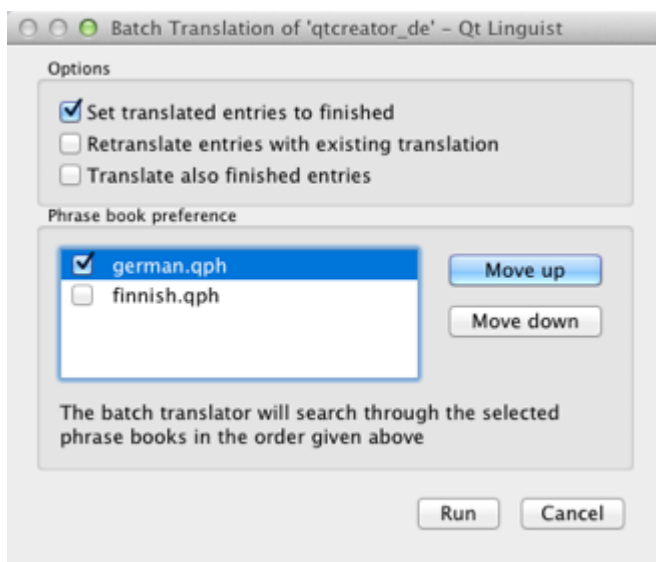 Batch Translation of 'qtcreator_de' – Qt Linguist
Options
Set translated entries to finished
Retranslate entries with existing translation
Translate also finished entries
Phrase book preference
german.qph
Move up
finnish.qph
Move down
The batch translator will search through the selected
phrase books in the order given above
Run
Cancel